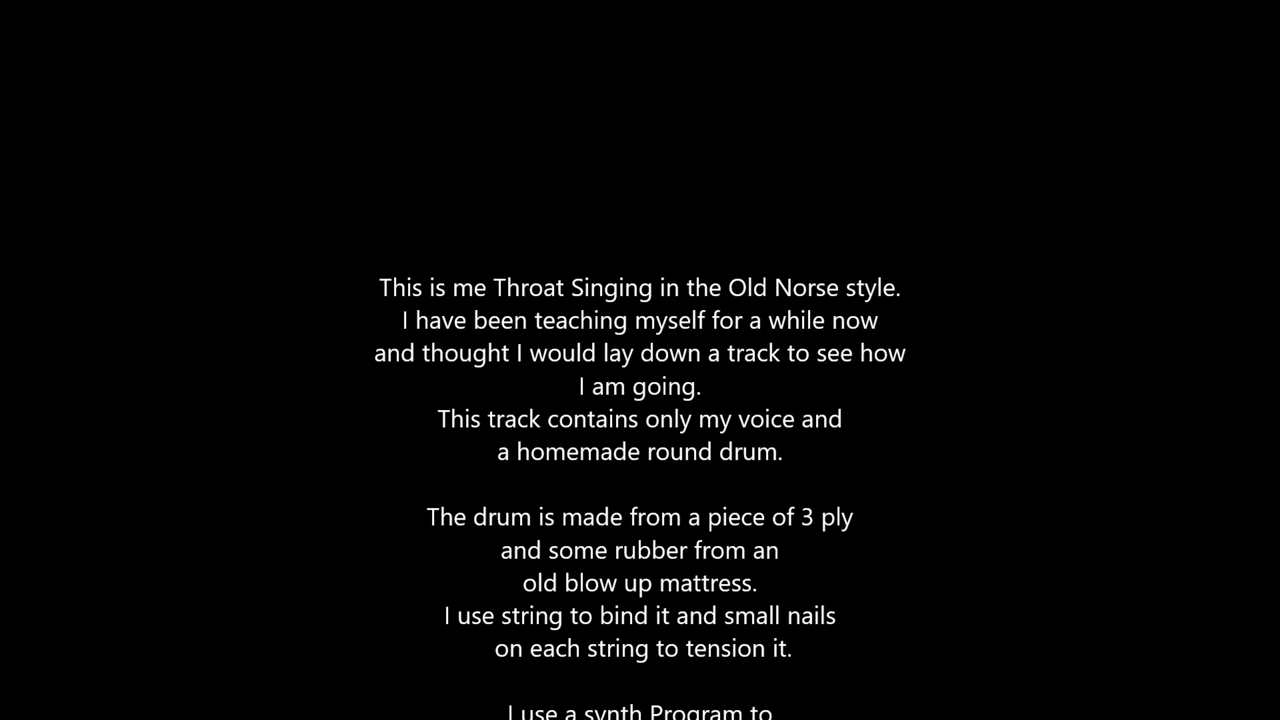 This is me Throat Singing in the Old Norse style.
I have been teaching myself for a while now
and thought I would lay down a track to see how
I am going.
This track contains only my voice and
a homemade round drum.
The drum is made from a piece of 3 ply
and some rubber from an
old blow up mattress.
I use string to bind it and small nails
on each string to tension it.
I use a synth Program to